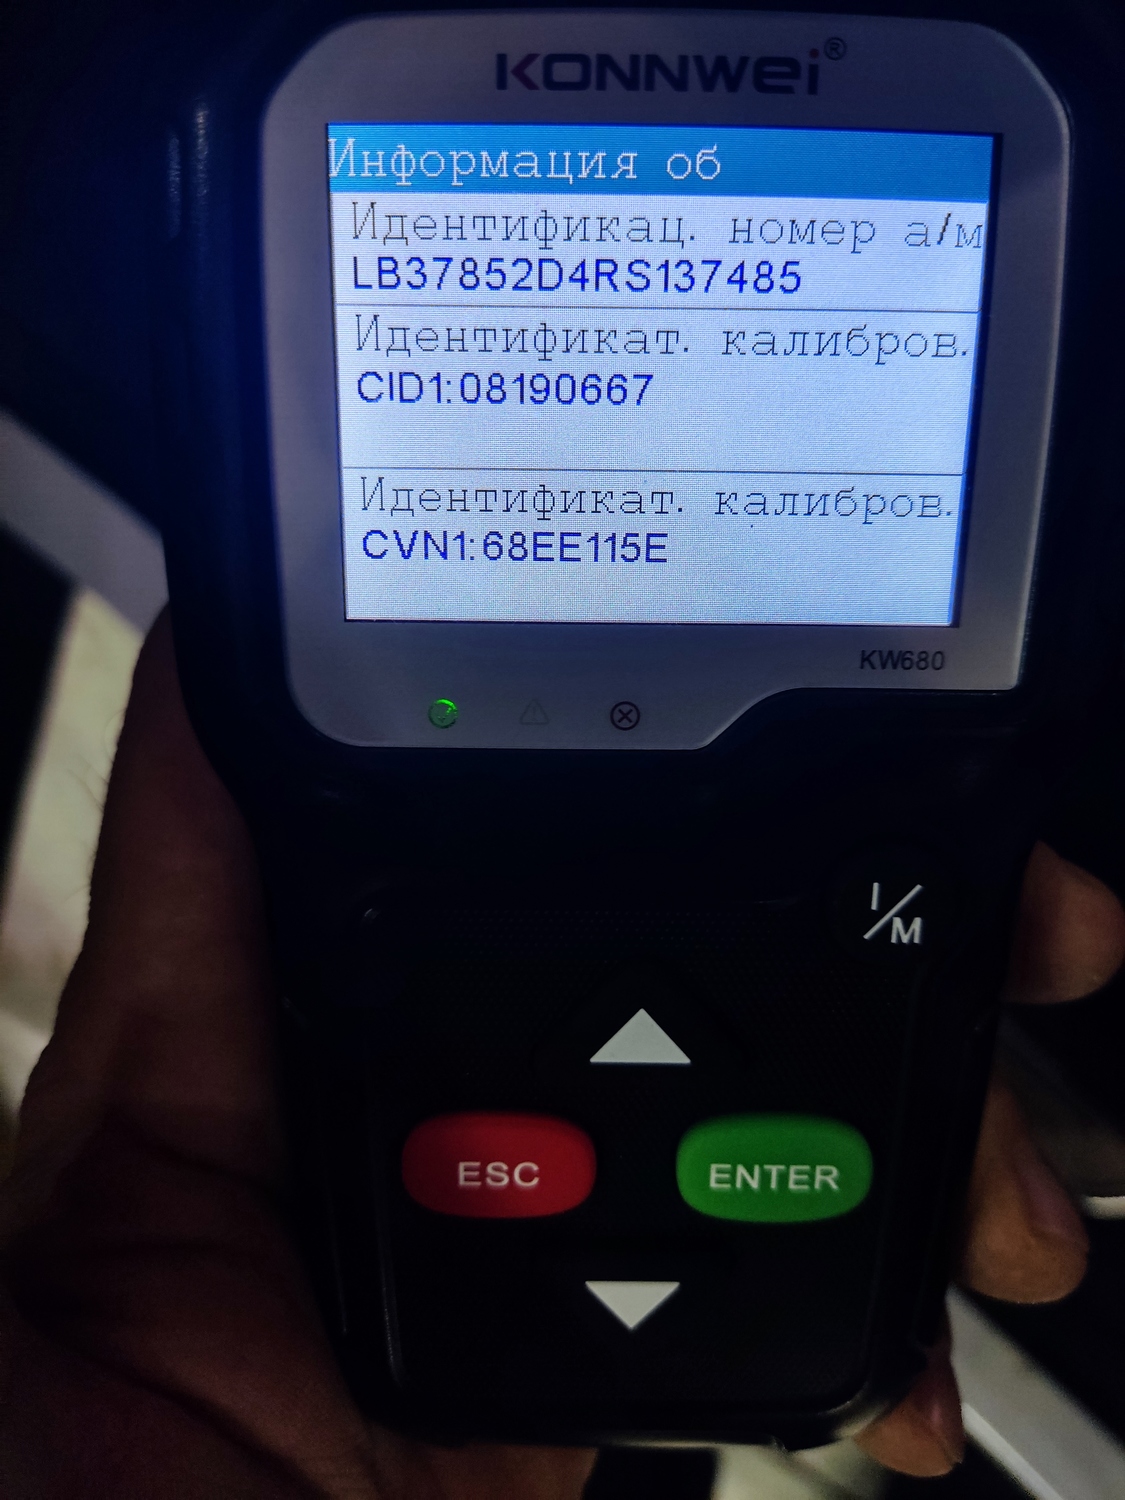 KONNWEI®
Информация об
Идентификац. номер а/м
LB37852D4RS137485
Идентификат. калибров.
CID1:08190667
Идентификат. калибров.
CVN1:68EE115E
KW680
I/M
ESC
ENTER